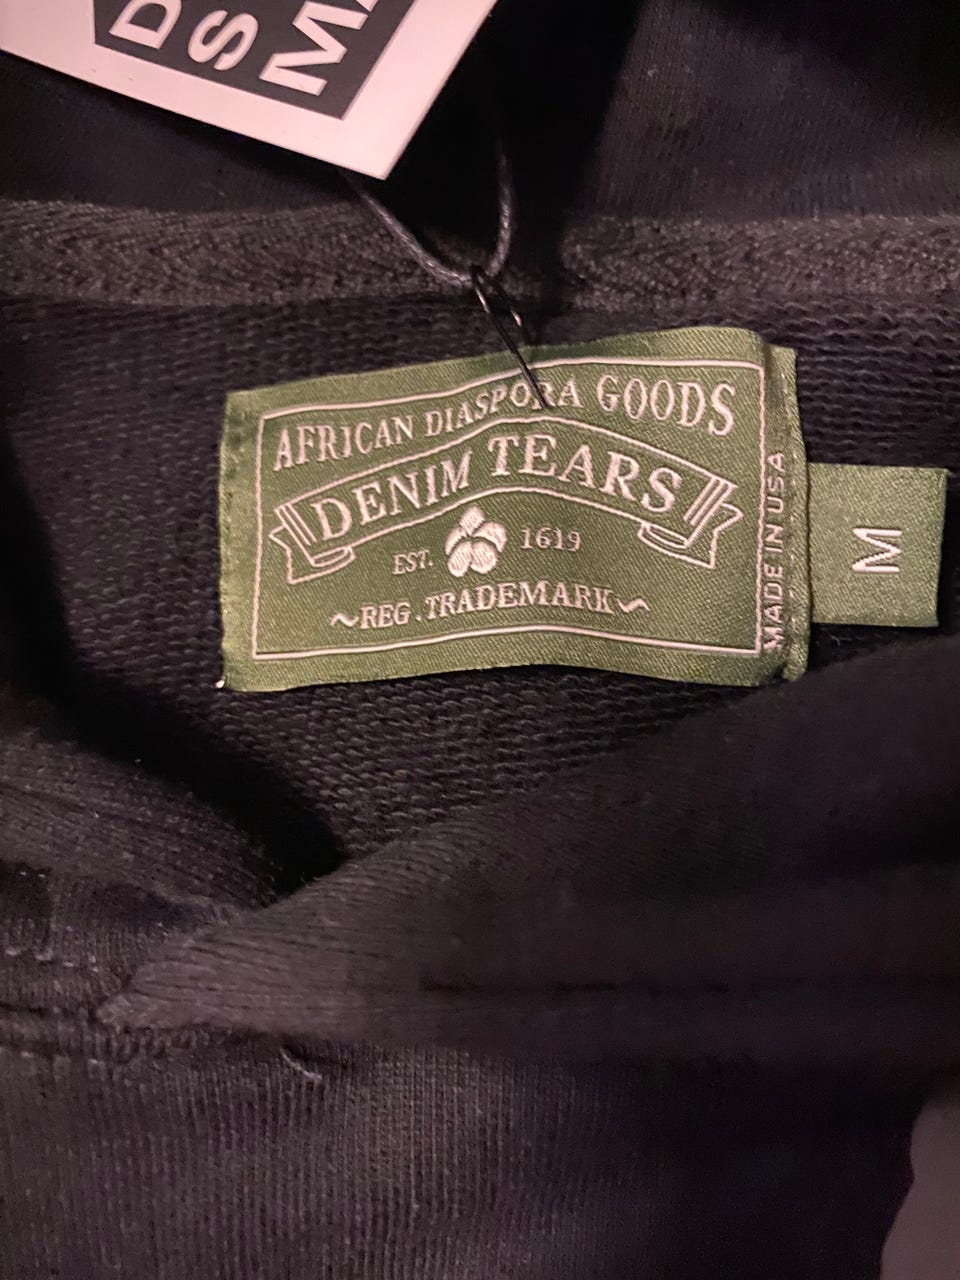 D
S
M
AFRICAN DIASPORA GOODS
DENIM TEARS
EST. 1619
~REG. TRADEMARK~
MADE IN USA
M